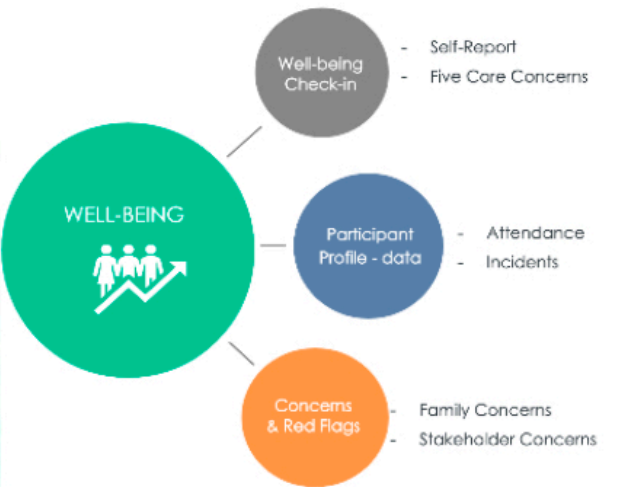 Well-being
Check-in
- Self-Report
- Five Core Concerns
WELL-BEING
Participant
Profile - data
- Attendance
- Incidents
Concerns
& Red Flags
- Family Concerns
- Stakeholder Concerns